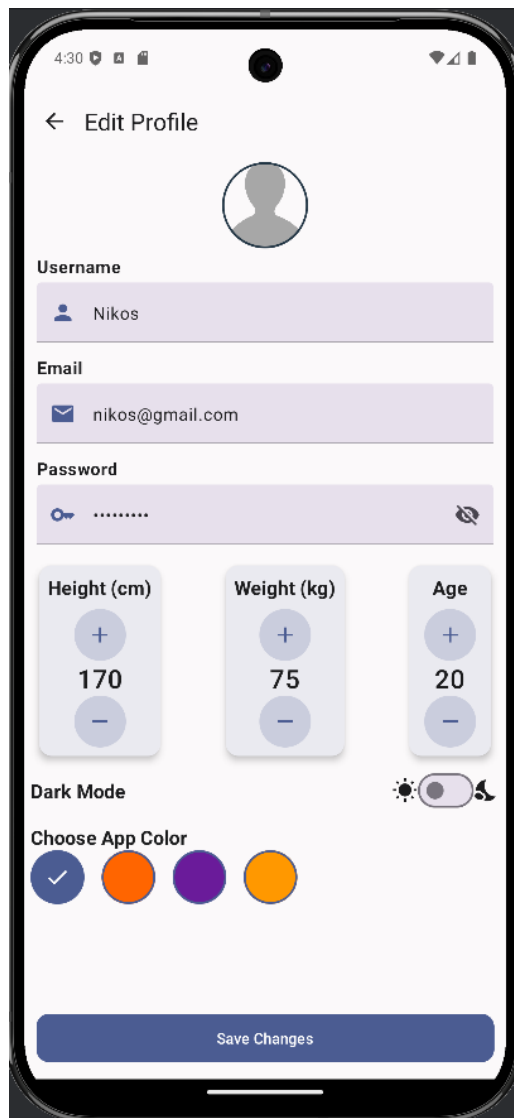 4:30
Edit Profile
Username
Nikos
Email
nikos@gmail.com
Password
•••••••••
Height (cm) Weight (kg) Age
+ + +
170 75 20
− − −
Dark Mode
Choose App Color
Save Changes